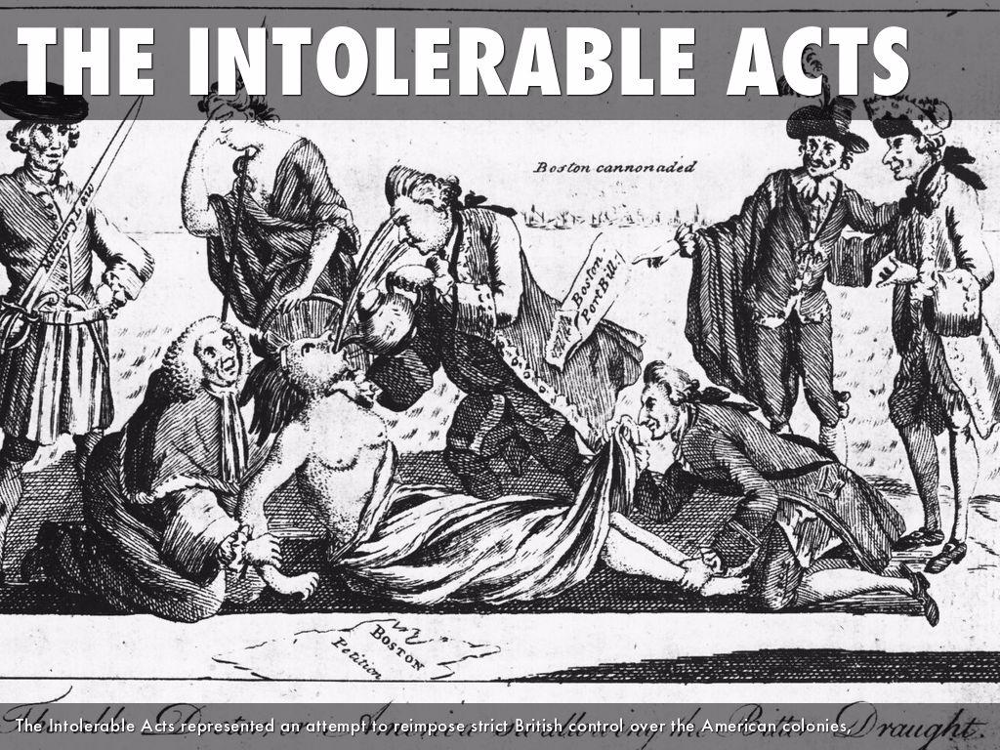 THE INTOLERABLE ACTS
Boston cannonaded
Military Law
Boston
Port Bill.
BOSTON
Petition
The Intolerable Acts represented an attempt to reimpose strict British control over the American colonies,
Draught.